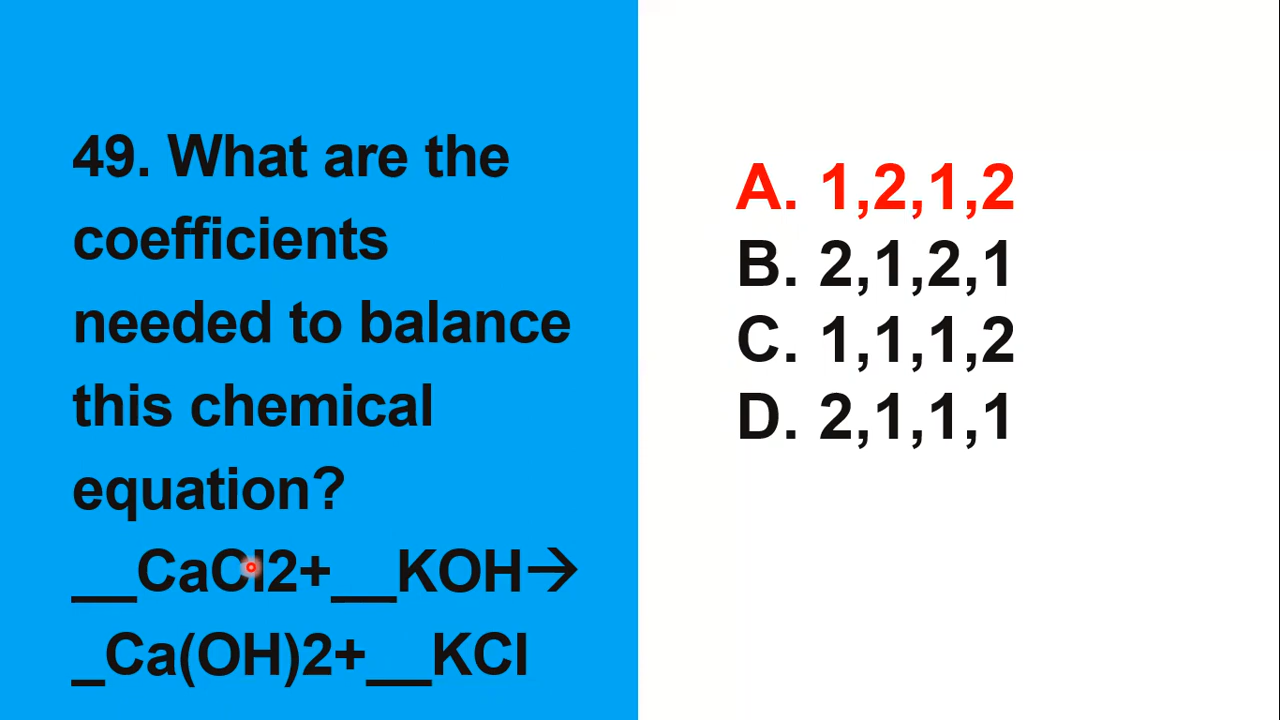 49. What are the
coefficients
needed to balance
this chemical
equation?
__CaCl2+__KOH→
_Ca(OH)2+__KCl
A. 1,2,1,2
B. 2,1,2,1
C. 1,1,1,2
D. 2,1,1,1